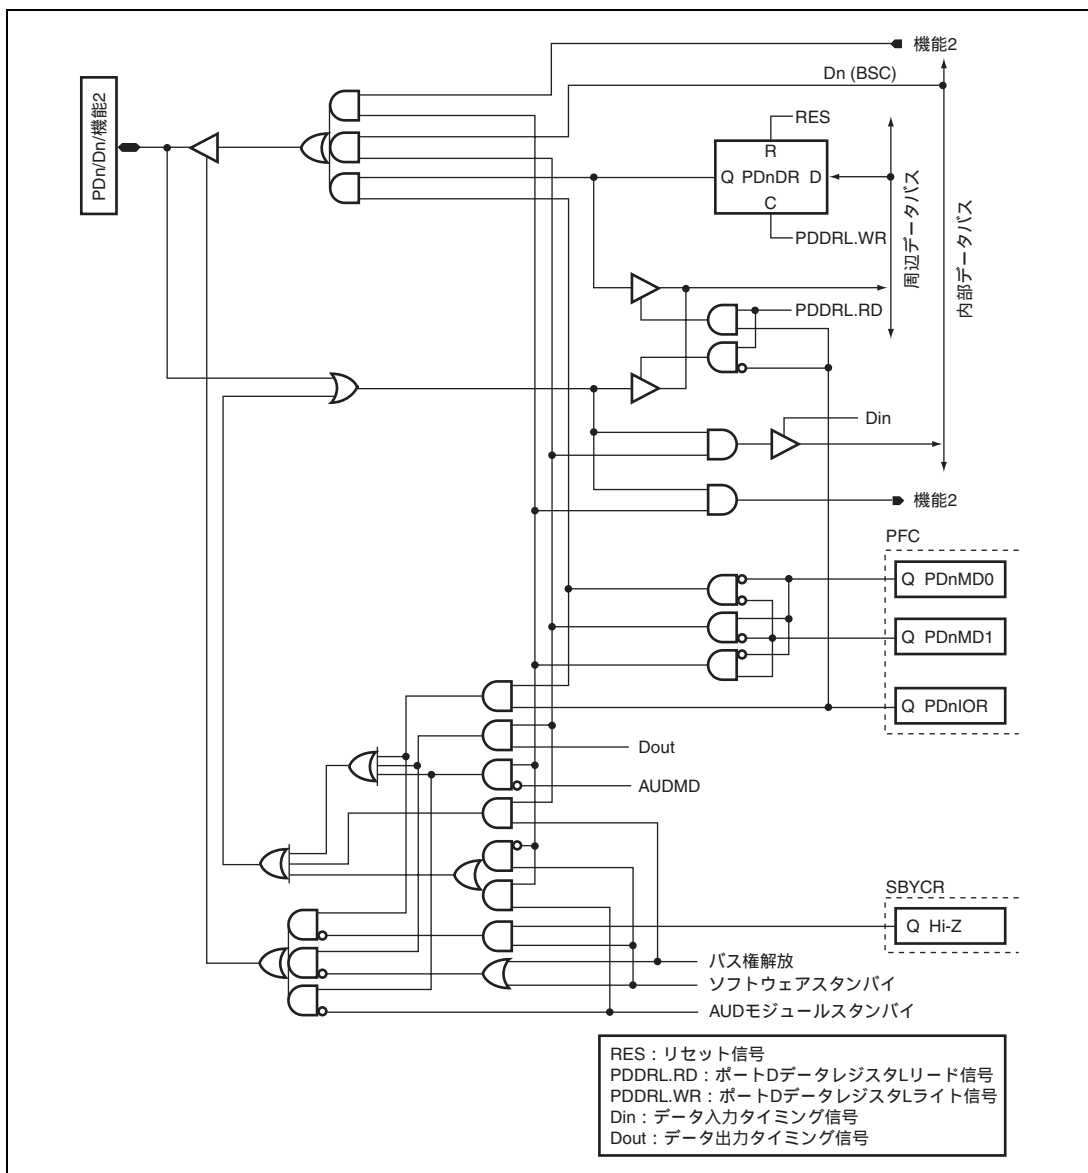 機能2
PDn/Dn/機能2
Dn (BSC)
RES
R
Q PDnDR D
C
PDDRL.WR
周辺データバス
内部データバス
PDDRL.RD
Din
機能2
PFC
Q PDnMD0
Q PDnMD1
Q PDnIOR
Dout
AUDMD
SBYCR
Q Hi-Z
バス権解放
ソフトウェアスタンバイ
AUDモジュールスタンバイ
RES：リセット信号
PDDRL.RD：ポートDデータレジスタLリード信号
PDDRL.WR：ポートDデータレジスタLライト信号
Din：データ入力タイミング信号
Dout：データ出力タイミング信号